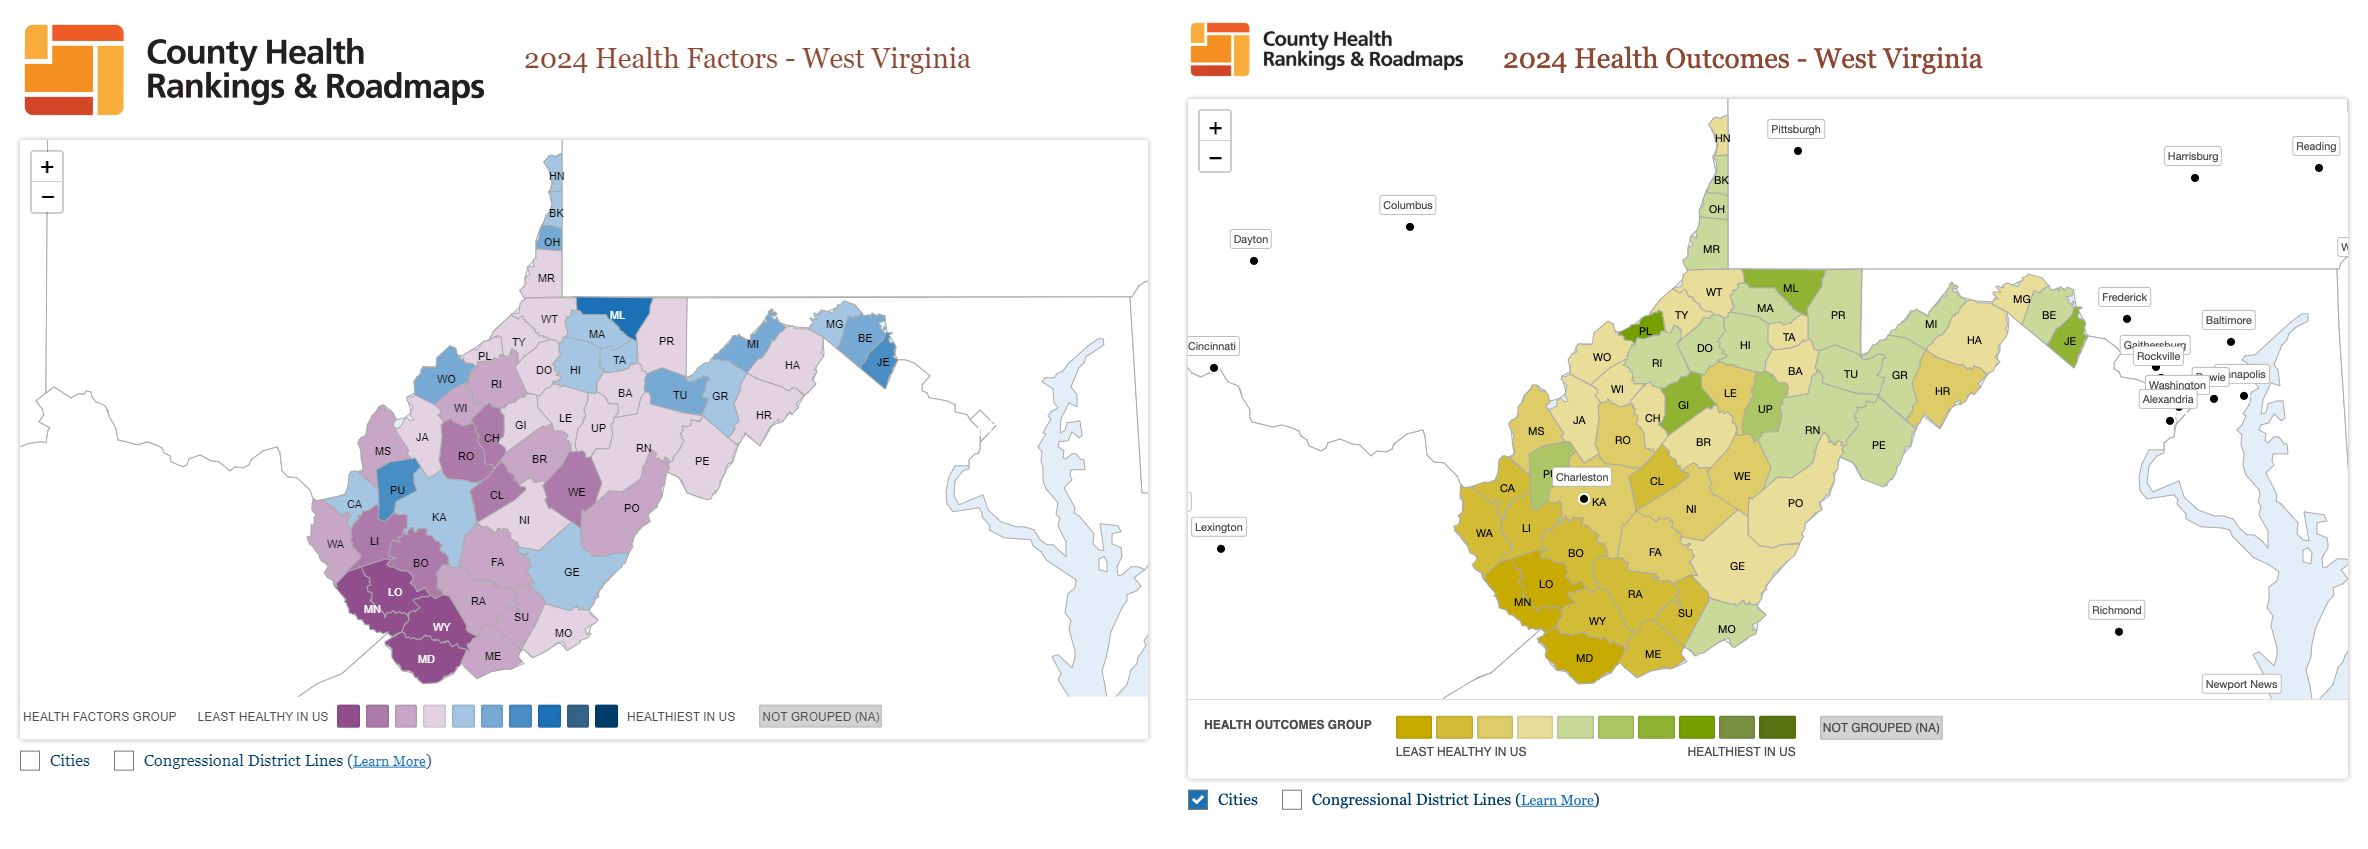 County Health
Rankings & Roadmaps
2024 Health Factors - West Virginia
+
−
HN
BK
OH
MR
WT
ML
MA
PR
TY
PL
DO
HI
TA
MG
BE
MI
JE
HA
WO
RI
BA
TU
GR
WI
JA
CH
GI
LE
UP
HR
MS
RO
BR
RN
PE
PU
CA
CL
WE
KA
NI
PO
WA
LI
BO
FA
GE
LO
MN
RA
SU
WY
MO
MD
ME
HEALTH FACTORS GROUP LEAST HEALTHY IN US HEALTHIEST IN US NOT GROUPED (NA)
Cities Congressional District Lines (Learn More)
County Health
Rankings & Roadmaps
2024 Health Outcomes - West Virginia
+
−
Pittsburgh
Harrisburg
Reading
Columbus
Dayton
Cincinnati
Lexington
Charleston
Frederick
Baltimore
Rockville
Washington
Alexandria
Richmond
Newport News
HN
BK
OH
MR
WT
ML
MA
PR
TY
PL
DO
HI
TA
MG
BE
MI
JE
HA
WO
RI
BA
TU
GR
WI
JA
CH
GI
LE
UP
HR
MS
RO
BR
RN
PE
CA
CL
WE
KA
NI
PO
WA
LI
BO
FA
GE
LO
MN
RA
SU
WY
MO
MD
ME
HEALTH OUTCOMES GROUP NOT GROUPED (NA)
LEAST HEALTHY IN US HEALTHIEST IN US
Cities Congressional District Lines (Learn More)